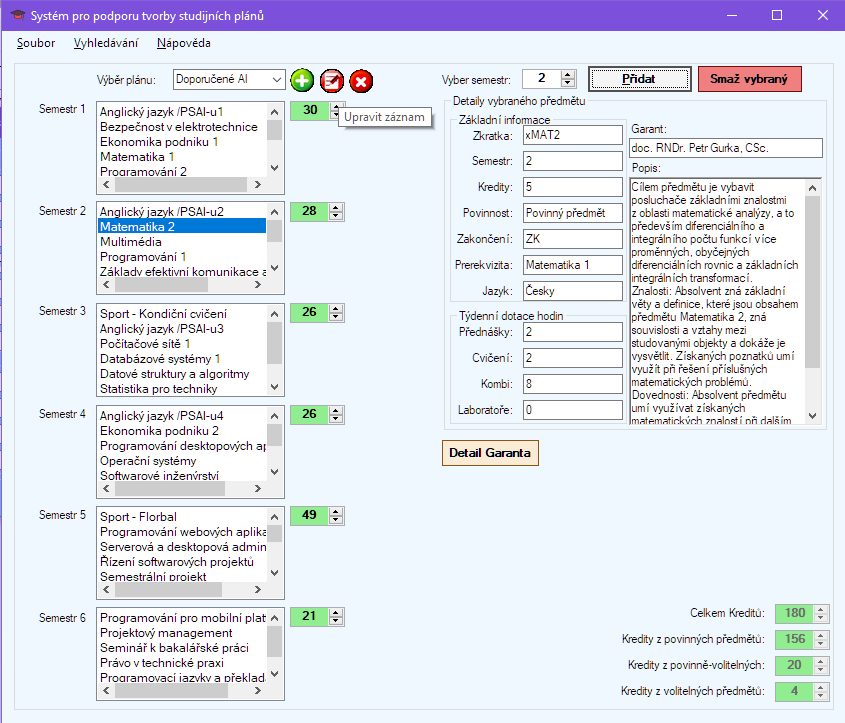 Systém pro podporu tvorby studijních plánů
Soubor Vyhledávání Nápověda
Výběr plánu: Doporučené AI
Upravit záznam
Semestr 1
Anglický jazyk /PSAI-u1
Bezpečnost v elektrotechnice
Ekonomika podniku 1
Matematika 1
Programování 2
30
Semestr 2
Anglický jazyk /PSAI-u2
Matematika 2
Multimédia
Programování 1
Základy efektivní komunikace a
28
Semestr 3
Sport - Kondiční cvičení
Anglický jazyk /PSAI-u3
Počítačové sítě 1
Databázové systémy 1
Datové struktury a algoritmy
Statistika pro techniky
26
Semestr 4
Anglický jazyk /PSAI-u4
Ekonomika podniku 2
Programování desktopových ap
Operační systémy
Softwarové inženýrství
26
Semestr 5
Sport - Florbal
Programování webových aplika
Serverová a desktopová admin
Řízení softwarových projektů
Semestrální projekt
49
Semestr 6
Programování pro mobilní plat
Projektový management
Seminář k bakalářské práci
Právo v technické praxi
Programovací jazyky a překlad
21
Vyber semestr: 2 Přidat Smaž vybraný
Detaily vybraného předmětu
Základní informace
Zkratka: xMAT2
Semestr: 2
Kredity: 5
Povinnost: Povinný předmět
Zakončení: ZK
Prerekvizita: Matematika 1
Jazyk: Česky
Týdenní dotace hodin
Přednášky: 2
Cvičení: 2
Kombi: 8
Laboratoře: 0
Garant:
doc. RNDr. Petr Gurka, CSc.
Popis:
Cílem předmětu je vybavit
posluchače základními znalostmi
z oblasti matematické analýzy, a to
především diferenciálního a
integrálního počtu funkcí více
proměnných, obyčejných
diferenciálních rovnic a základních
integrálních transformací.
Znalosti: Absolvent zná základní
věty a definice, které jsou obsahem
předmětu Matematika 2, zná
souvislosti a vztahy mezi
studovanými objekty a dokáže je
vysvětlit. Získaných poznatků umí
využít při řešení příslušných
matematických problémů.
Dovednosti: Absolvent předmětu
umí využívat získaných
matematických znalostí při dalším
Detail Garanta
Celkem Kreditů: 180
Kredity z povinných předmětů: 156
Kredity z povinně-volitelných: 20
Kredity z volitelných předmětů: 4